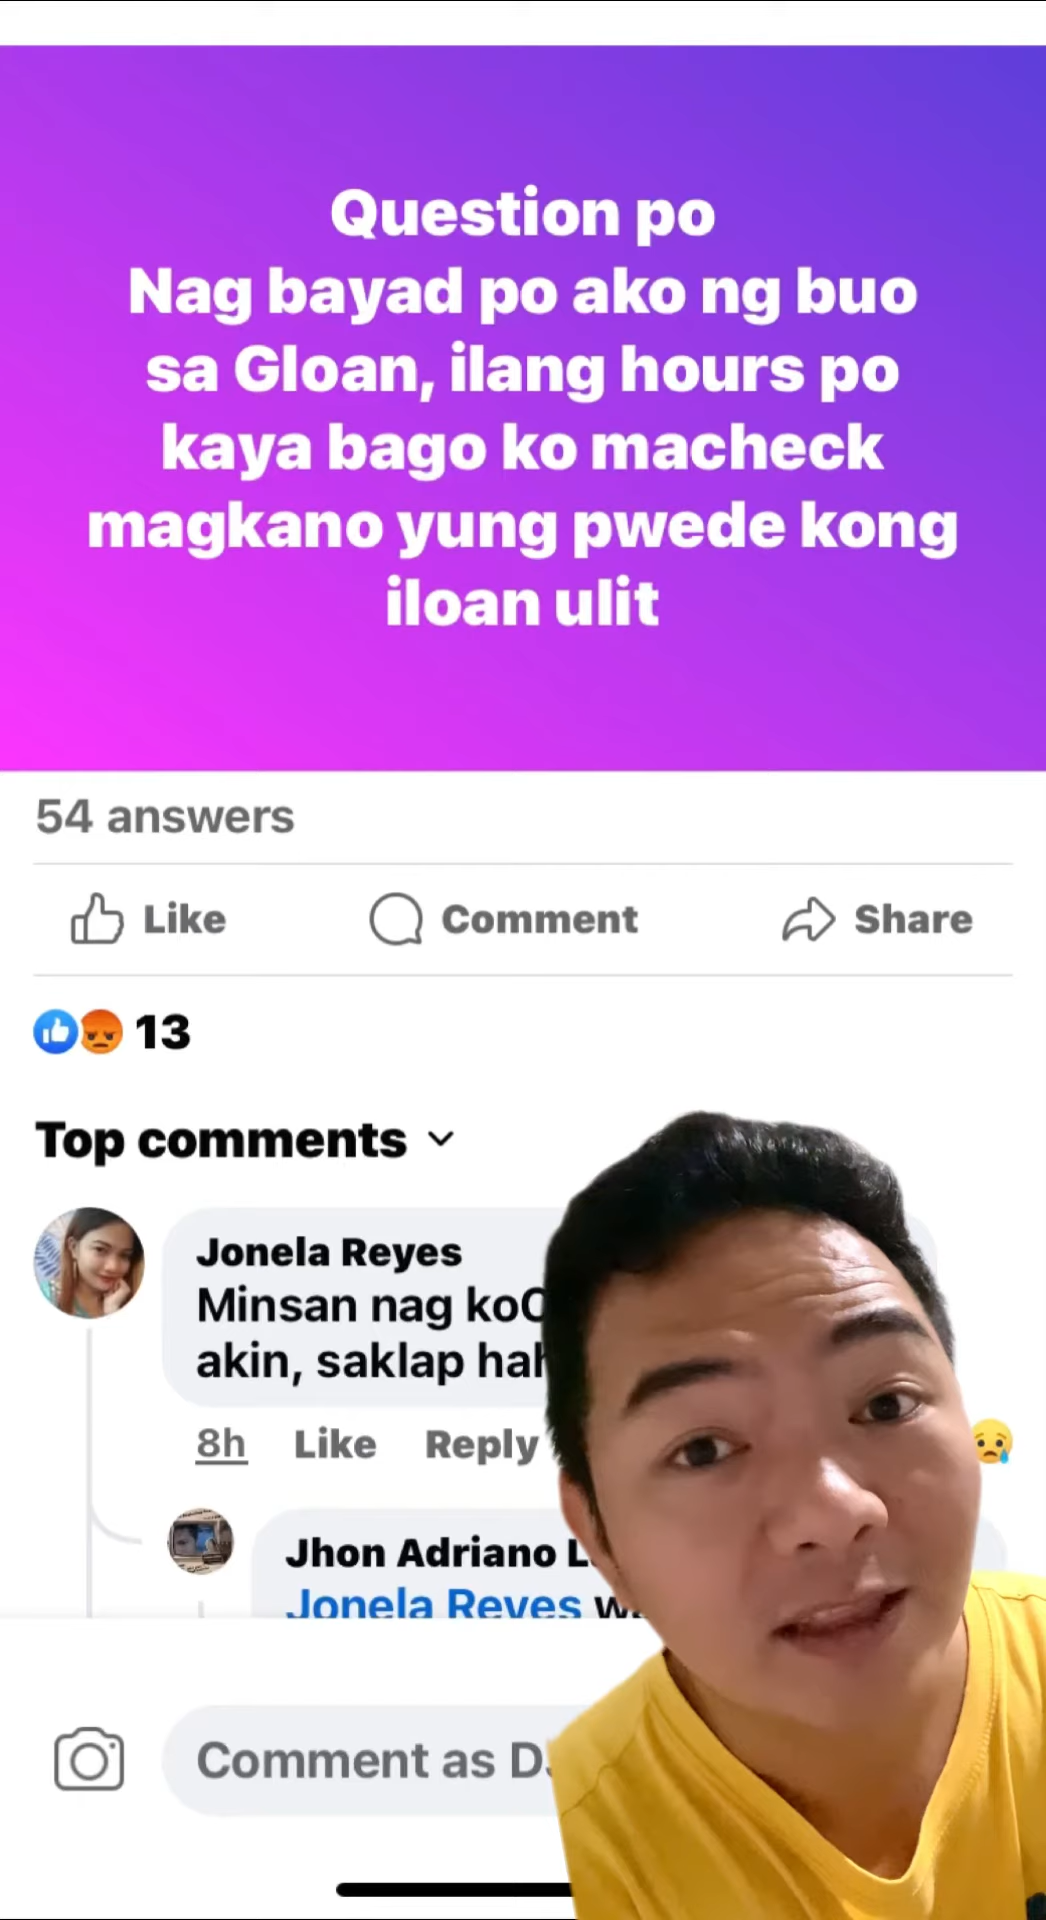 Question po
Nag bayad po ako ng buo
sa Gloan, ilang hours po
kaya bago ko macheck
magkano yung pwede kong
iloan ulit
54 answers
Like Comment Share
13
Top comments
Jonela Reyes
Minsan nag
akin, saklap
8h Like Reply
Jhon Adriano
Jonela Reyes
Comment as